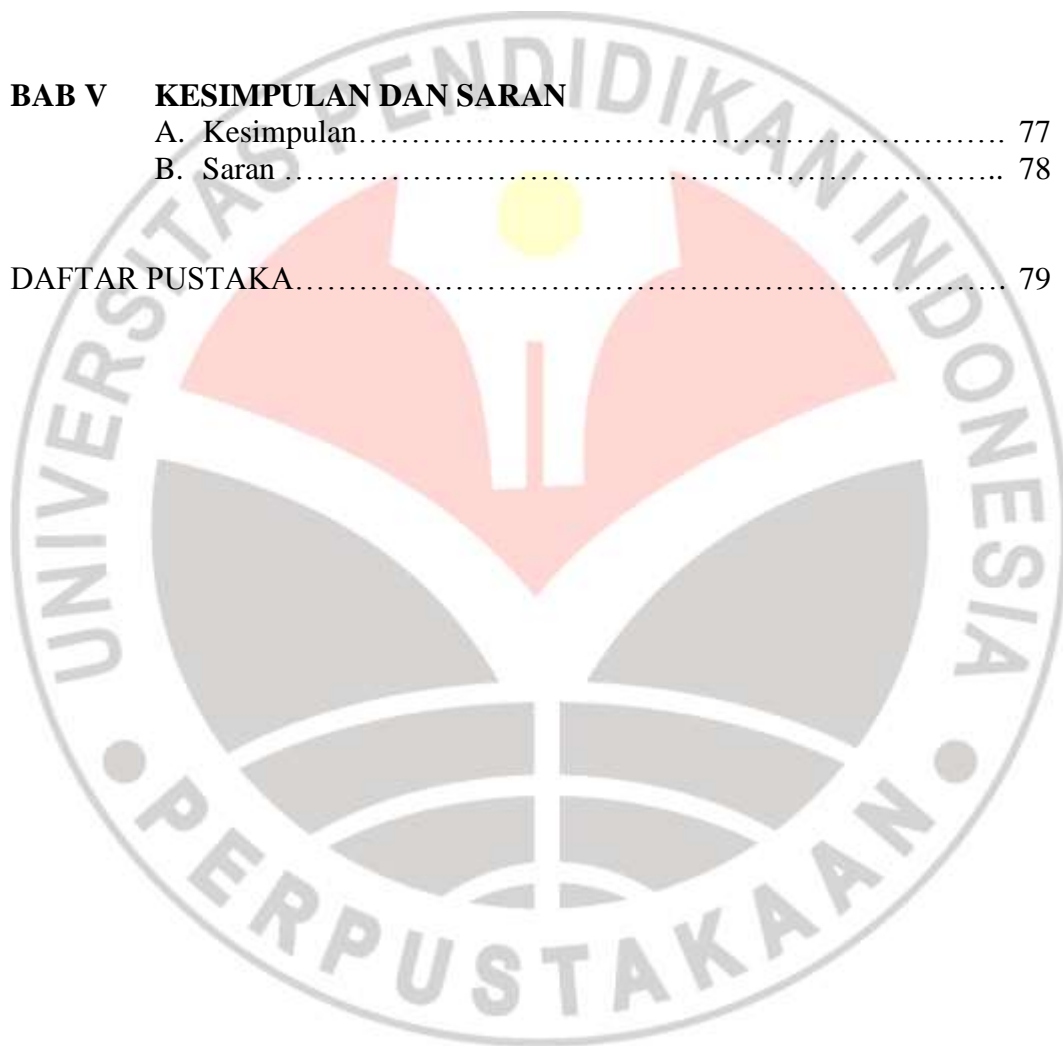 BAB V KESIMPULAN DAN SARAN
A. Kesimpulan…………………………………………………… 77
B. Saran ………………………………………………………….. 78
DAFTAR PUSTAKA………………………………………………………… 79
UNIVERSITAS PENDIDIKAN INDONESIA
PERPUSTAKAAN